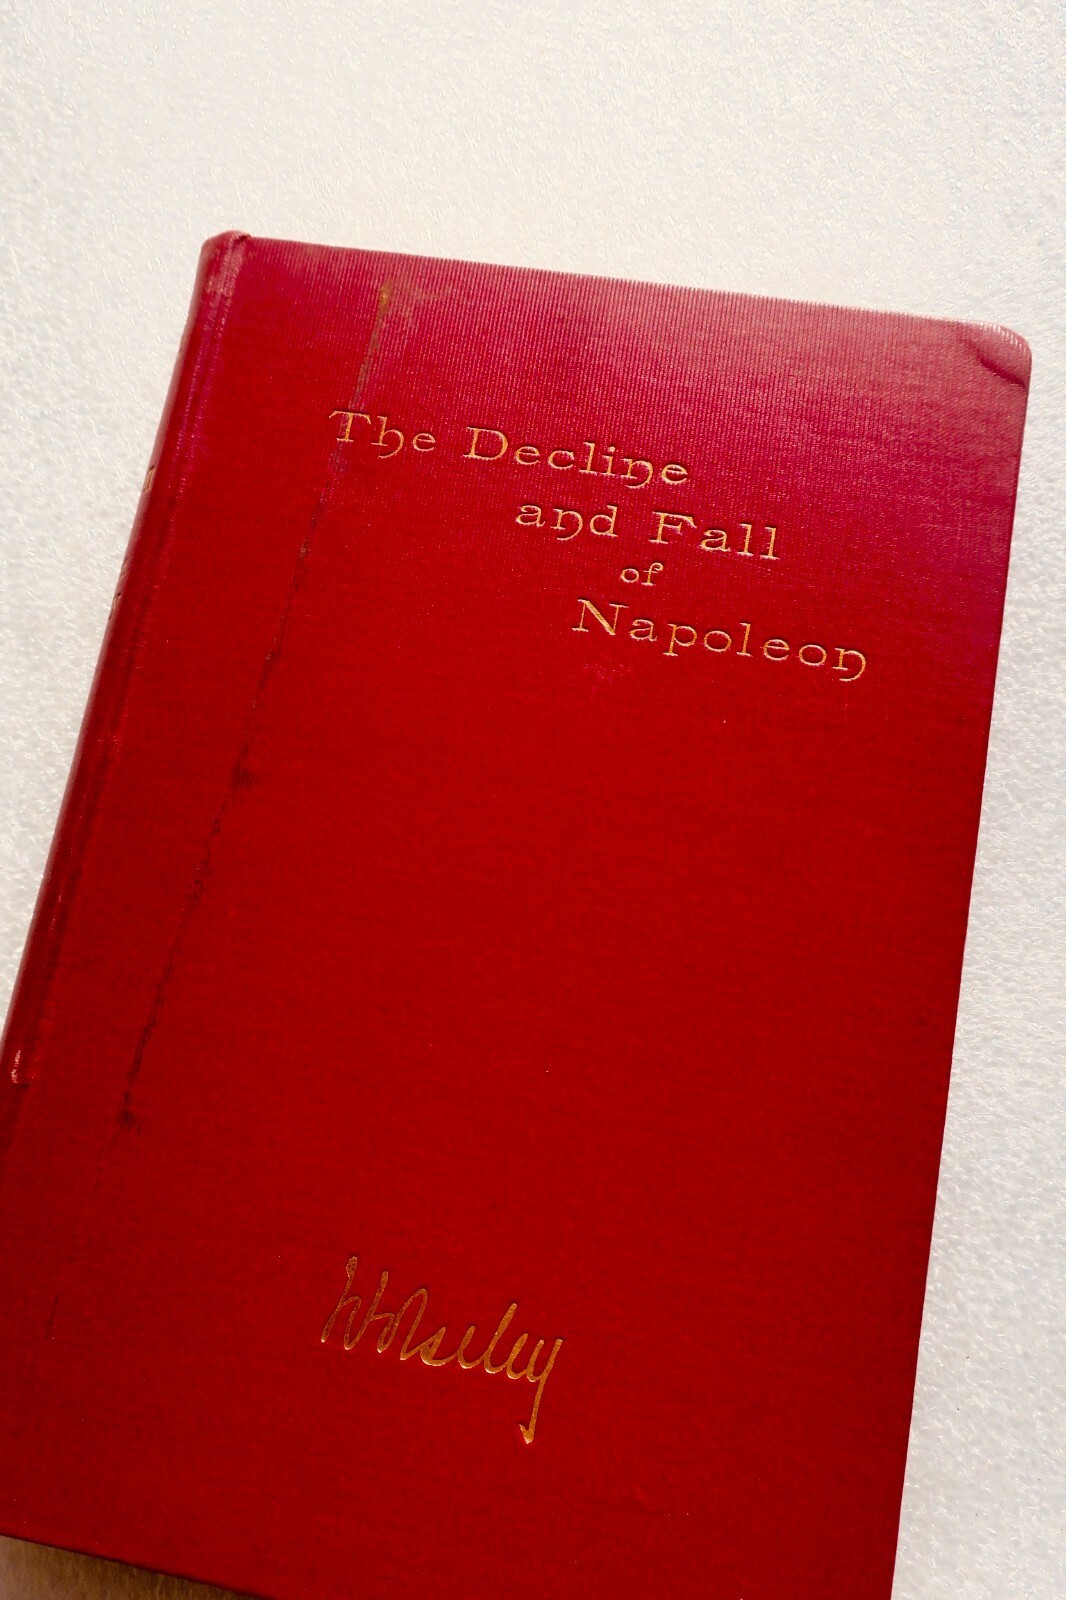 The Decline
and Fall
of
Napoleon
Wolseley